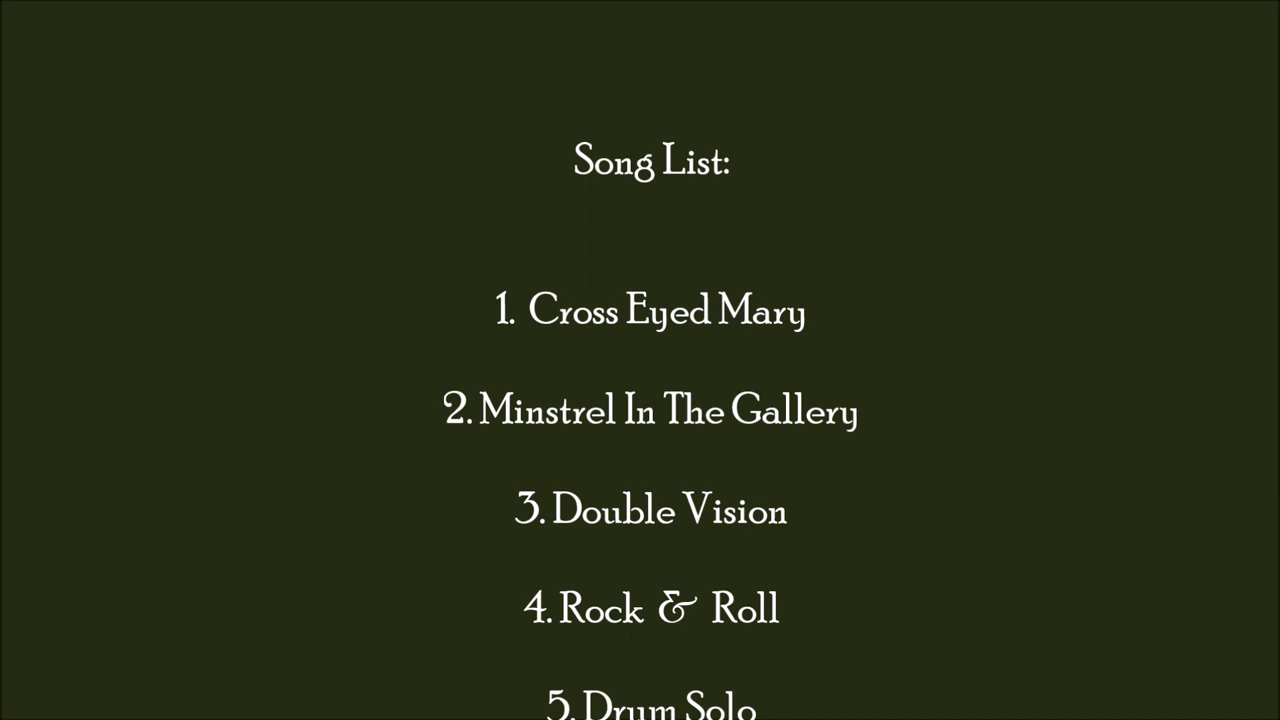 Song List:
1. Cross Eyed Mary
2. Minstrel In The Gallery
3. Double Vision
4. Rock & Roll
5. Drum Solo